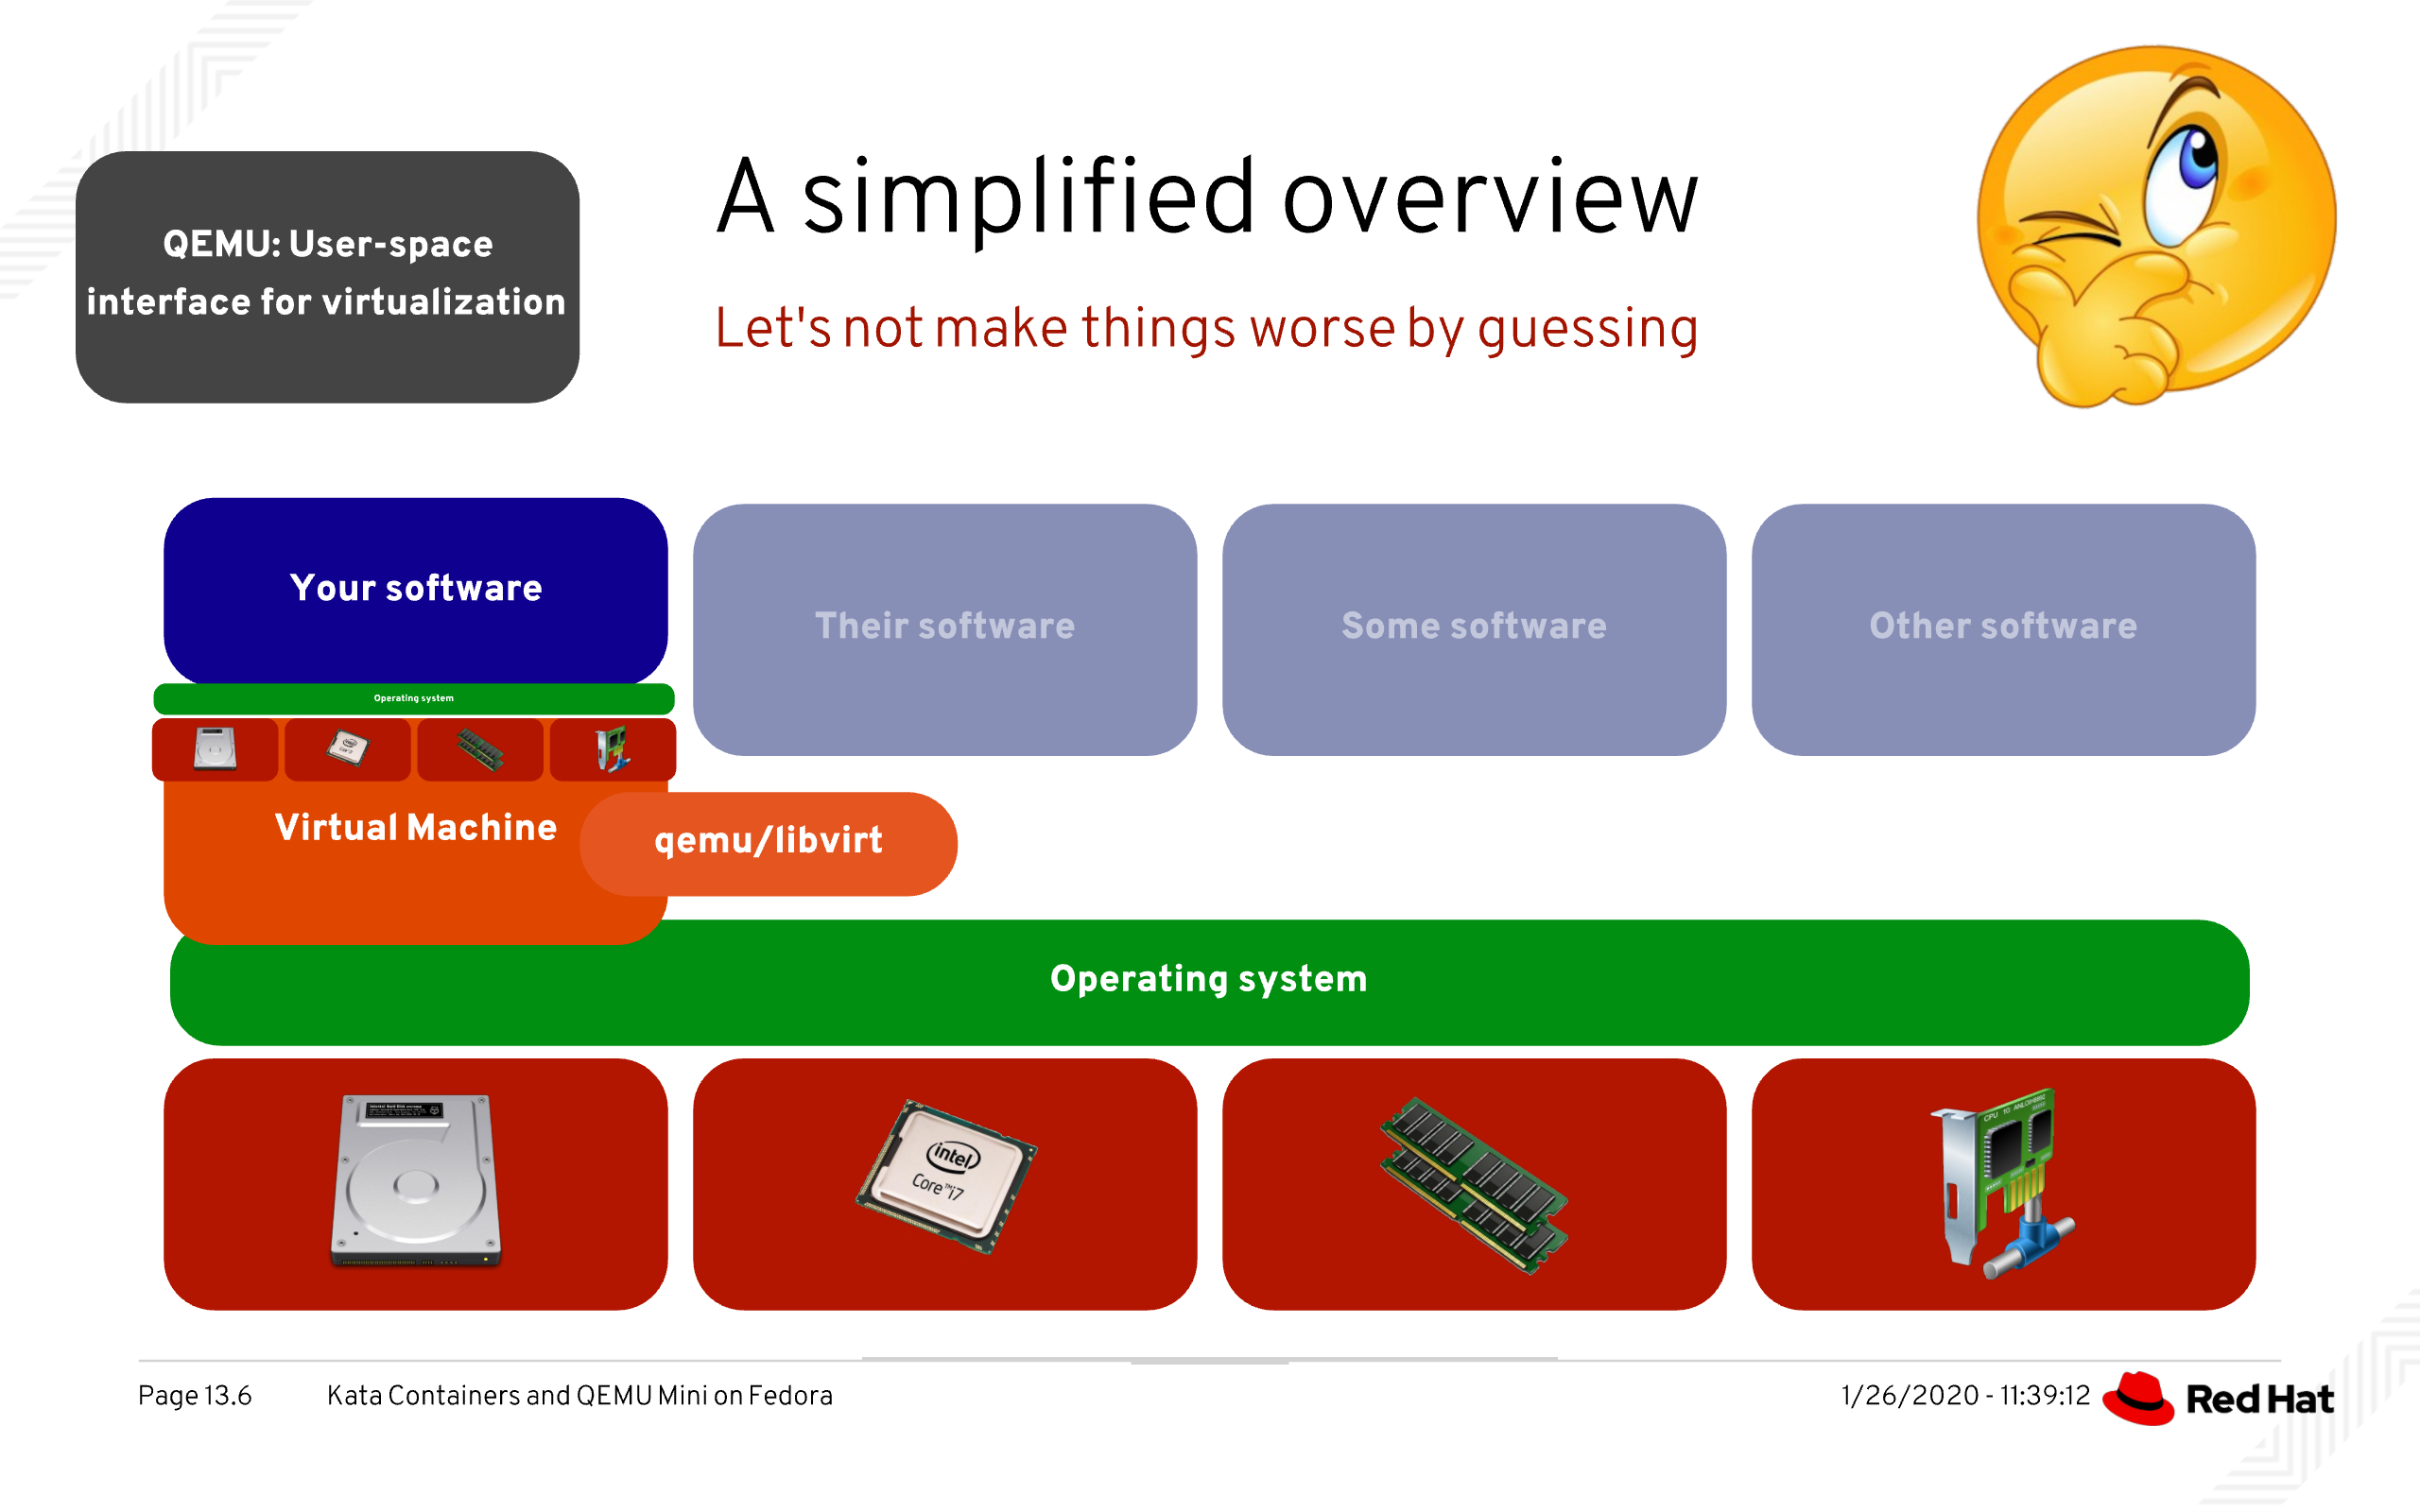 QEMU: User-space
interface for virtualization
A simplified overview
Let's not make things worse by guessing
Your software
Their software
Some software
Other software
Operating system
Virtual Machine
qemu/libvirt
Operating system
intel
Core™i7
Page 13.6
Kata Containers and QEMU Mini on Fedora
1/26/2020 - 11:39:12
Red Hat